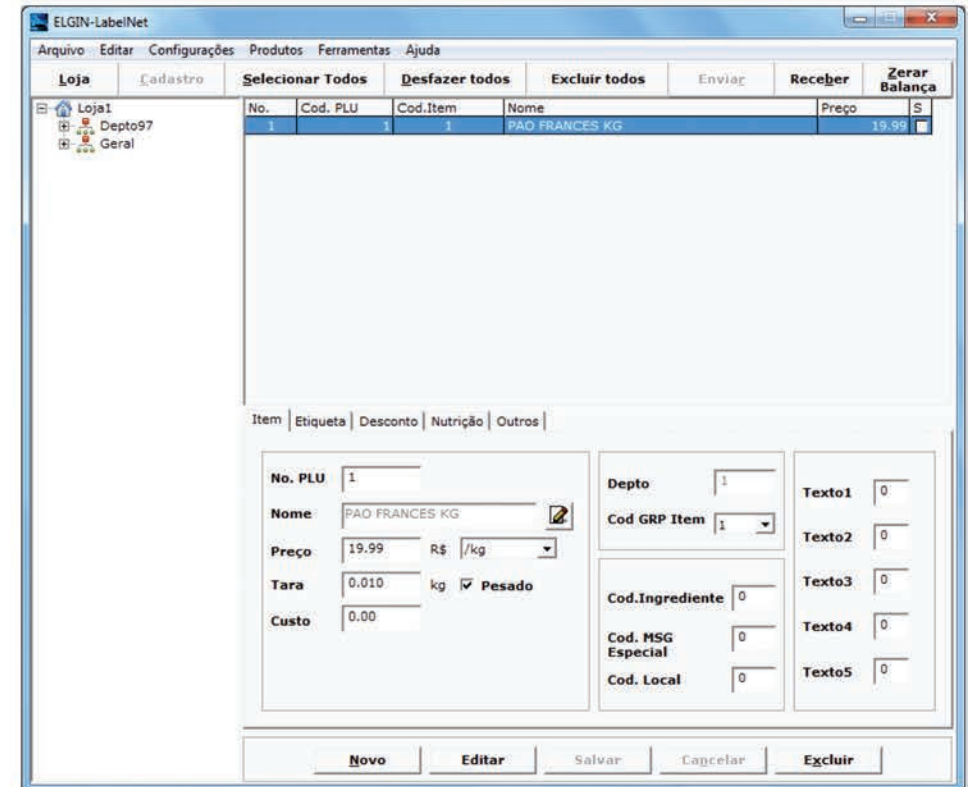 ELGIN-LabelNet
Arquivo Editar Configurações Produtos Ferramentas Ajuda
Loja Cadastro Selecionar Todos Desfazer todos Excluir todos Enviar Receber Zerar Balança
Loja1
Depto97
Geral
No. Cod. PLU Cod.Item Nome Preço S
1 1 1 PAO FRANCES KG 19.99
Item Etiqueta Desconto Nutrição Outros
No. PLU 1
Nome PAO FRANCES KG
Preço 19.99 R$ /kg
Tara 0.010 kg Pesado
Custo 0.00
Depto 1
Cod GRP Item 1
Cod.Ingrediente 0
Cod. MSG Especial 0
Cod. Local 0
Texto1 0
Texto2 0
Texto3 0
Texto4 0
Texto5 0
Novo Editar Salvar Cancelar Excluir